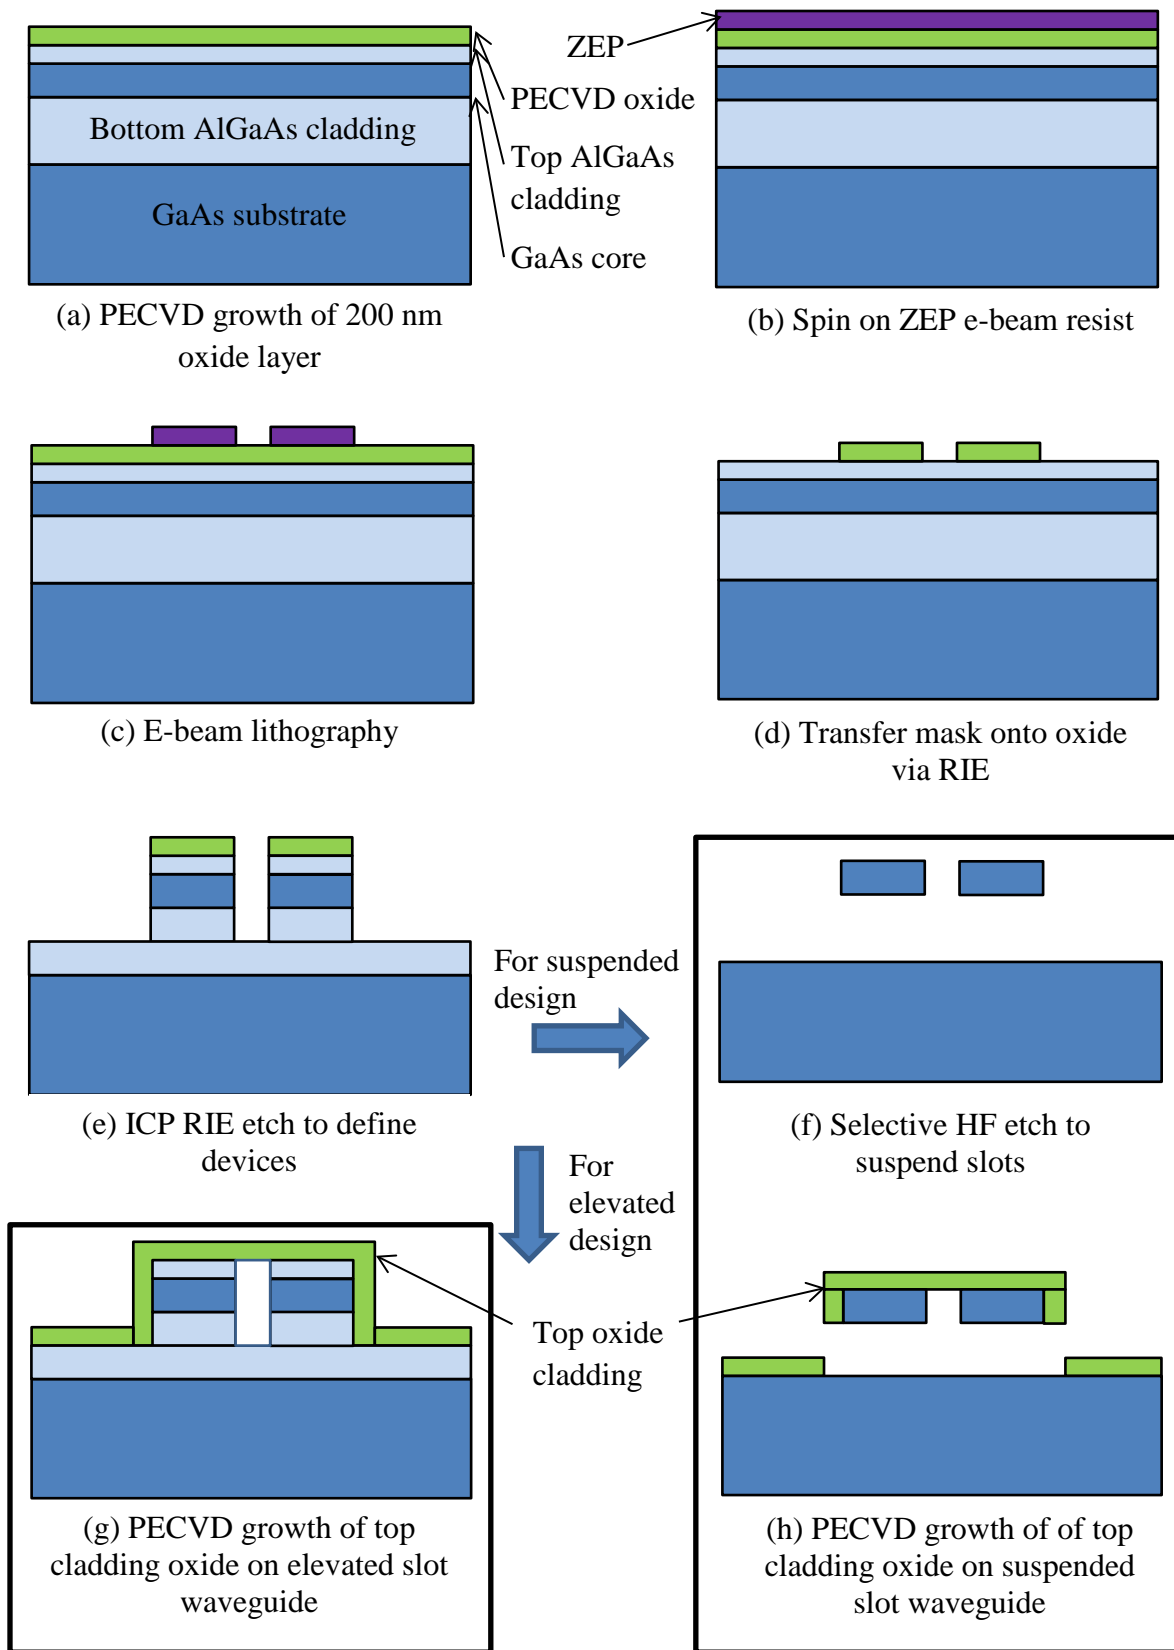 ZEP
PECVD oxide
Bottom AlGaAs cladding
Top AlGaAs
cladding
GaAs substrate
GaAs core
(a) PECVD growth of 200 nm
oxide layer
(b) Spin on ZEP e-beam resist
(c) E-beam lithography
(d) Transfer mask onto oxide
via RIE
For suspended
design
(e) ICP RIE etch to define
devices
(f) Selective HF etch to
suspend slots
For
elevated
design
Top oxide
cladding
(g) PECVD growth of top
cladding oxide on elevated slot
waveguide
(h) PECVD growth of of top
cladding oxide on suspended
slot waveguide